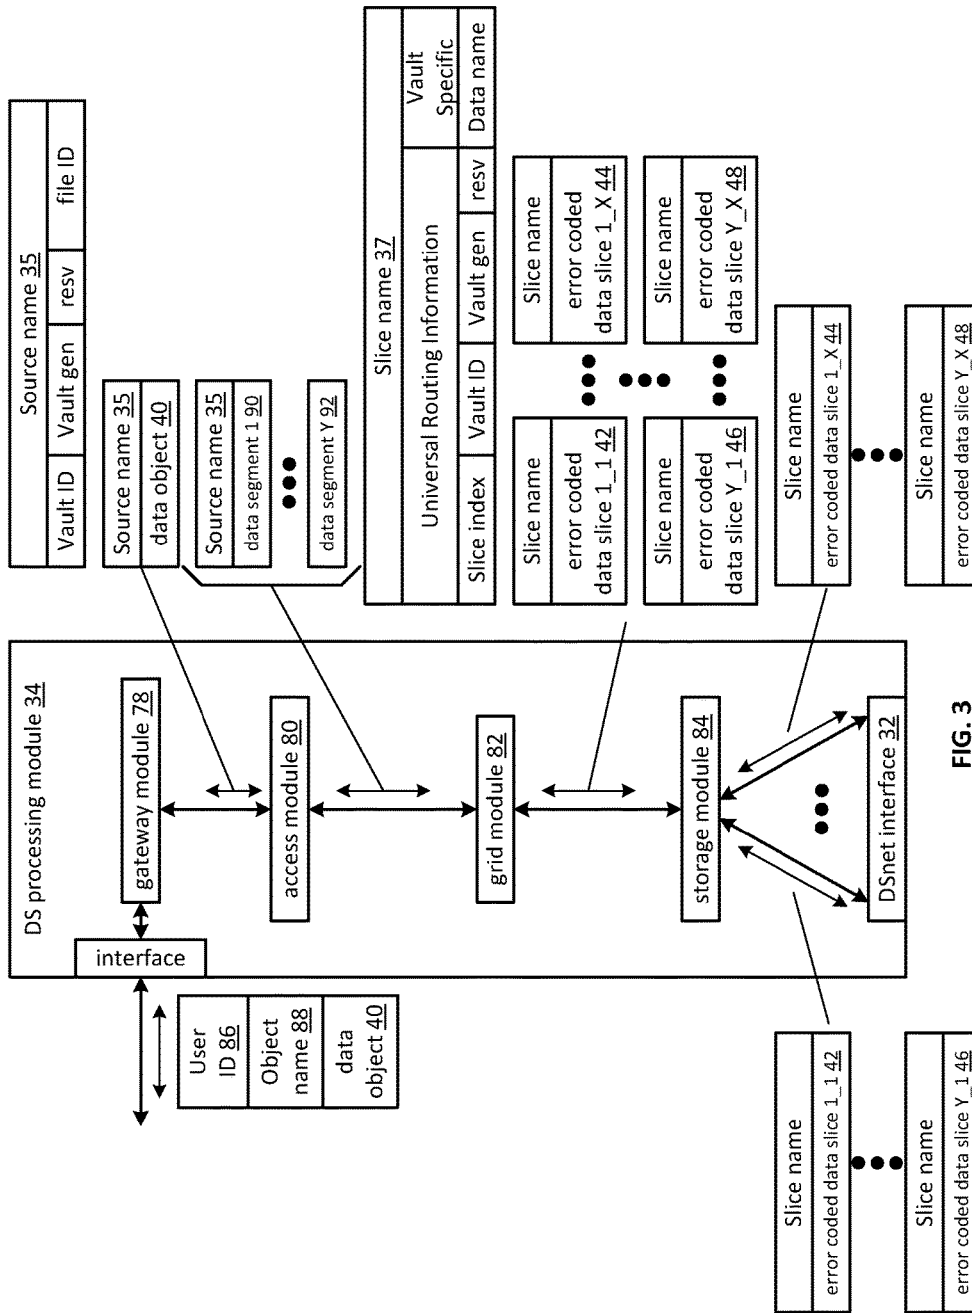 DS processing module 34
interface
gateway module 78
access module 80
grid module 82
storage module 84
DSnet interface 32
User
ID 86
Object
name 88
data
object 40
Source name 35
Vault ID
Vault gen
resv
file ID
Source name 35
data object 40
Source name 35
data segment 1 90
data segment Y 92
Slice name 37
Universal Routing Information
Vault
Specific
Slice index
Vault ID
Vault gen
resv
Data name
Slice name
error coded
data slice 1_1 42
Slice name
error coded
data slice 1_X 44
Slice name
error coded
data slice Y_1 46
Slice name
error coded
data slice Y_X 48
Slice name
error coded data slice 1_1 42
Slice name
error coded data slice Y_1 46
Slice name
error coded data slice 1_X 44
Slice name
error coded data slice Y_X 48
FIG. 3